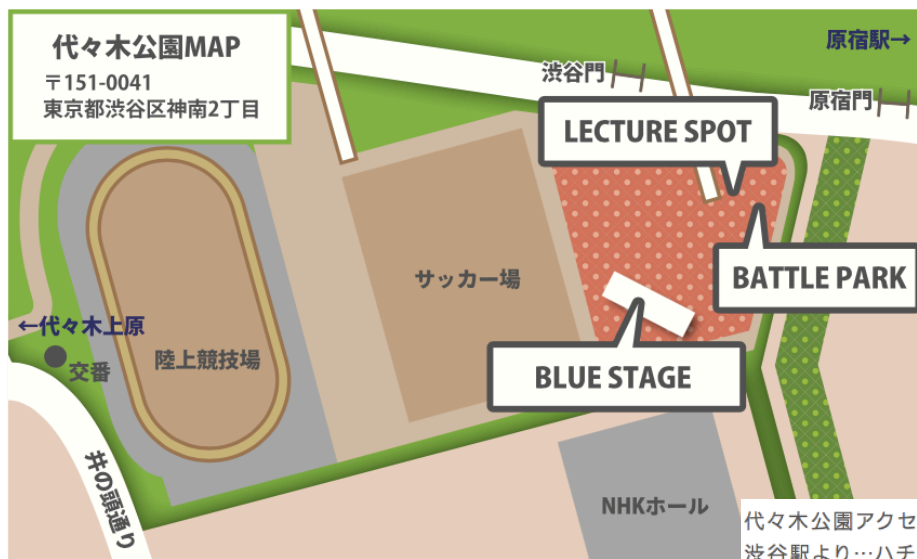 代々木公園MAP
〒151-0041
東京都渋谷区神南2丁目
原宿駅→
渋谷門
原宿門
LECTURE SPOT
サッカー場
BATTLE PARK
←代々木上原
交番
陸上競技場
BLUE STAGE
井の頭通り
NHKホール
代々木公園アクセ
渋谷駅より…ハチ